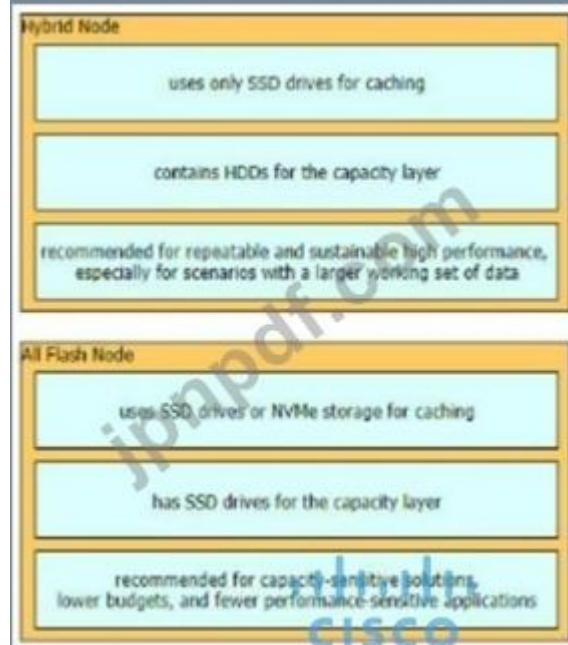 Hybrid Node
uses only SSD drives for caching
contains HDDs for the capacity layer
recommended for repeatable and sustainable high performance,
especially for scenarios with a larger working set of data
All Flash Node
uses SSD drives or NVMe storage for caching
has SSD drives for the capacity layer
recommended for capacity-sensitive solutions,
lower budgets, and fewer performance-sensitive applications
jpnpdf.com
CISCO